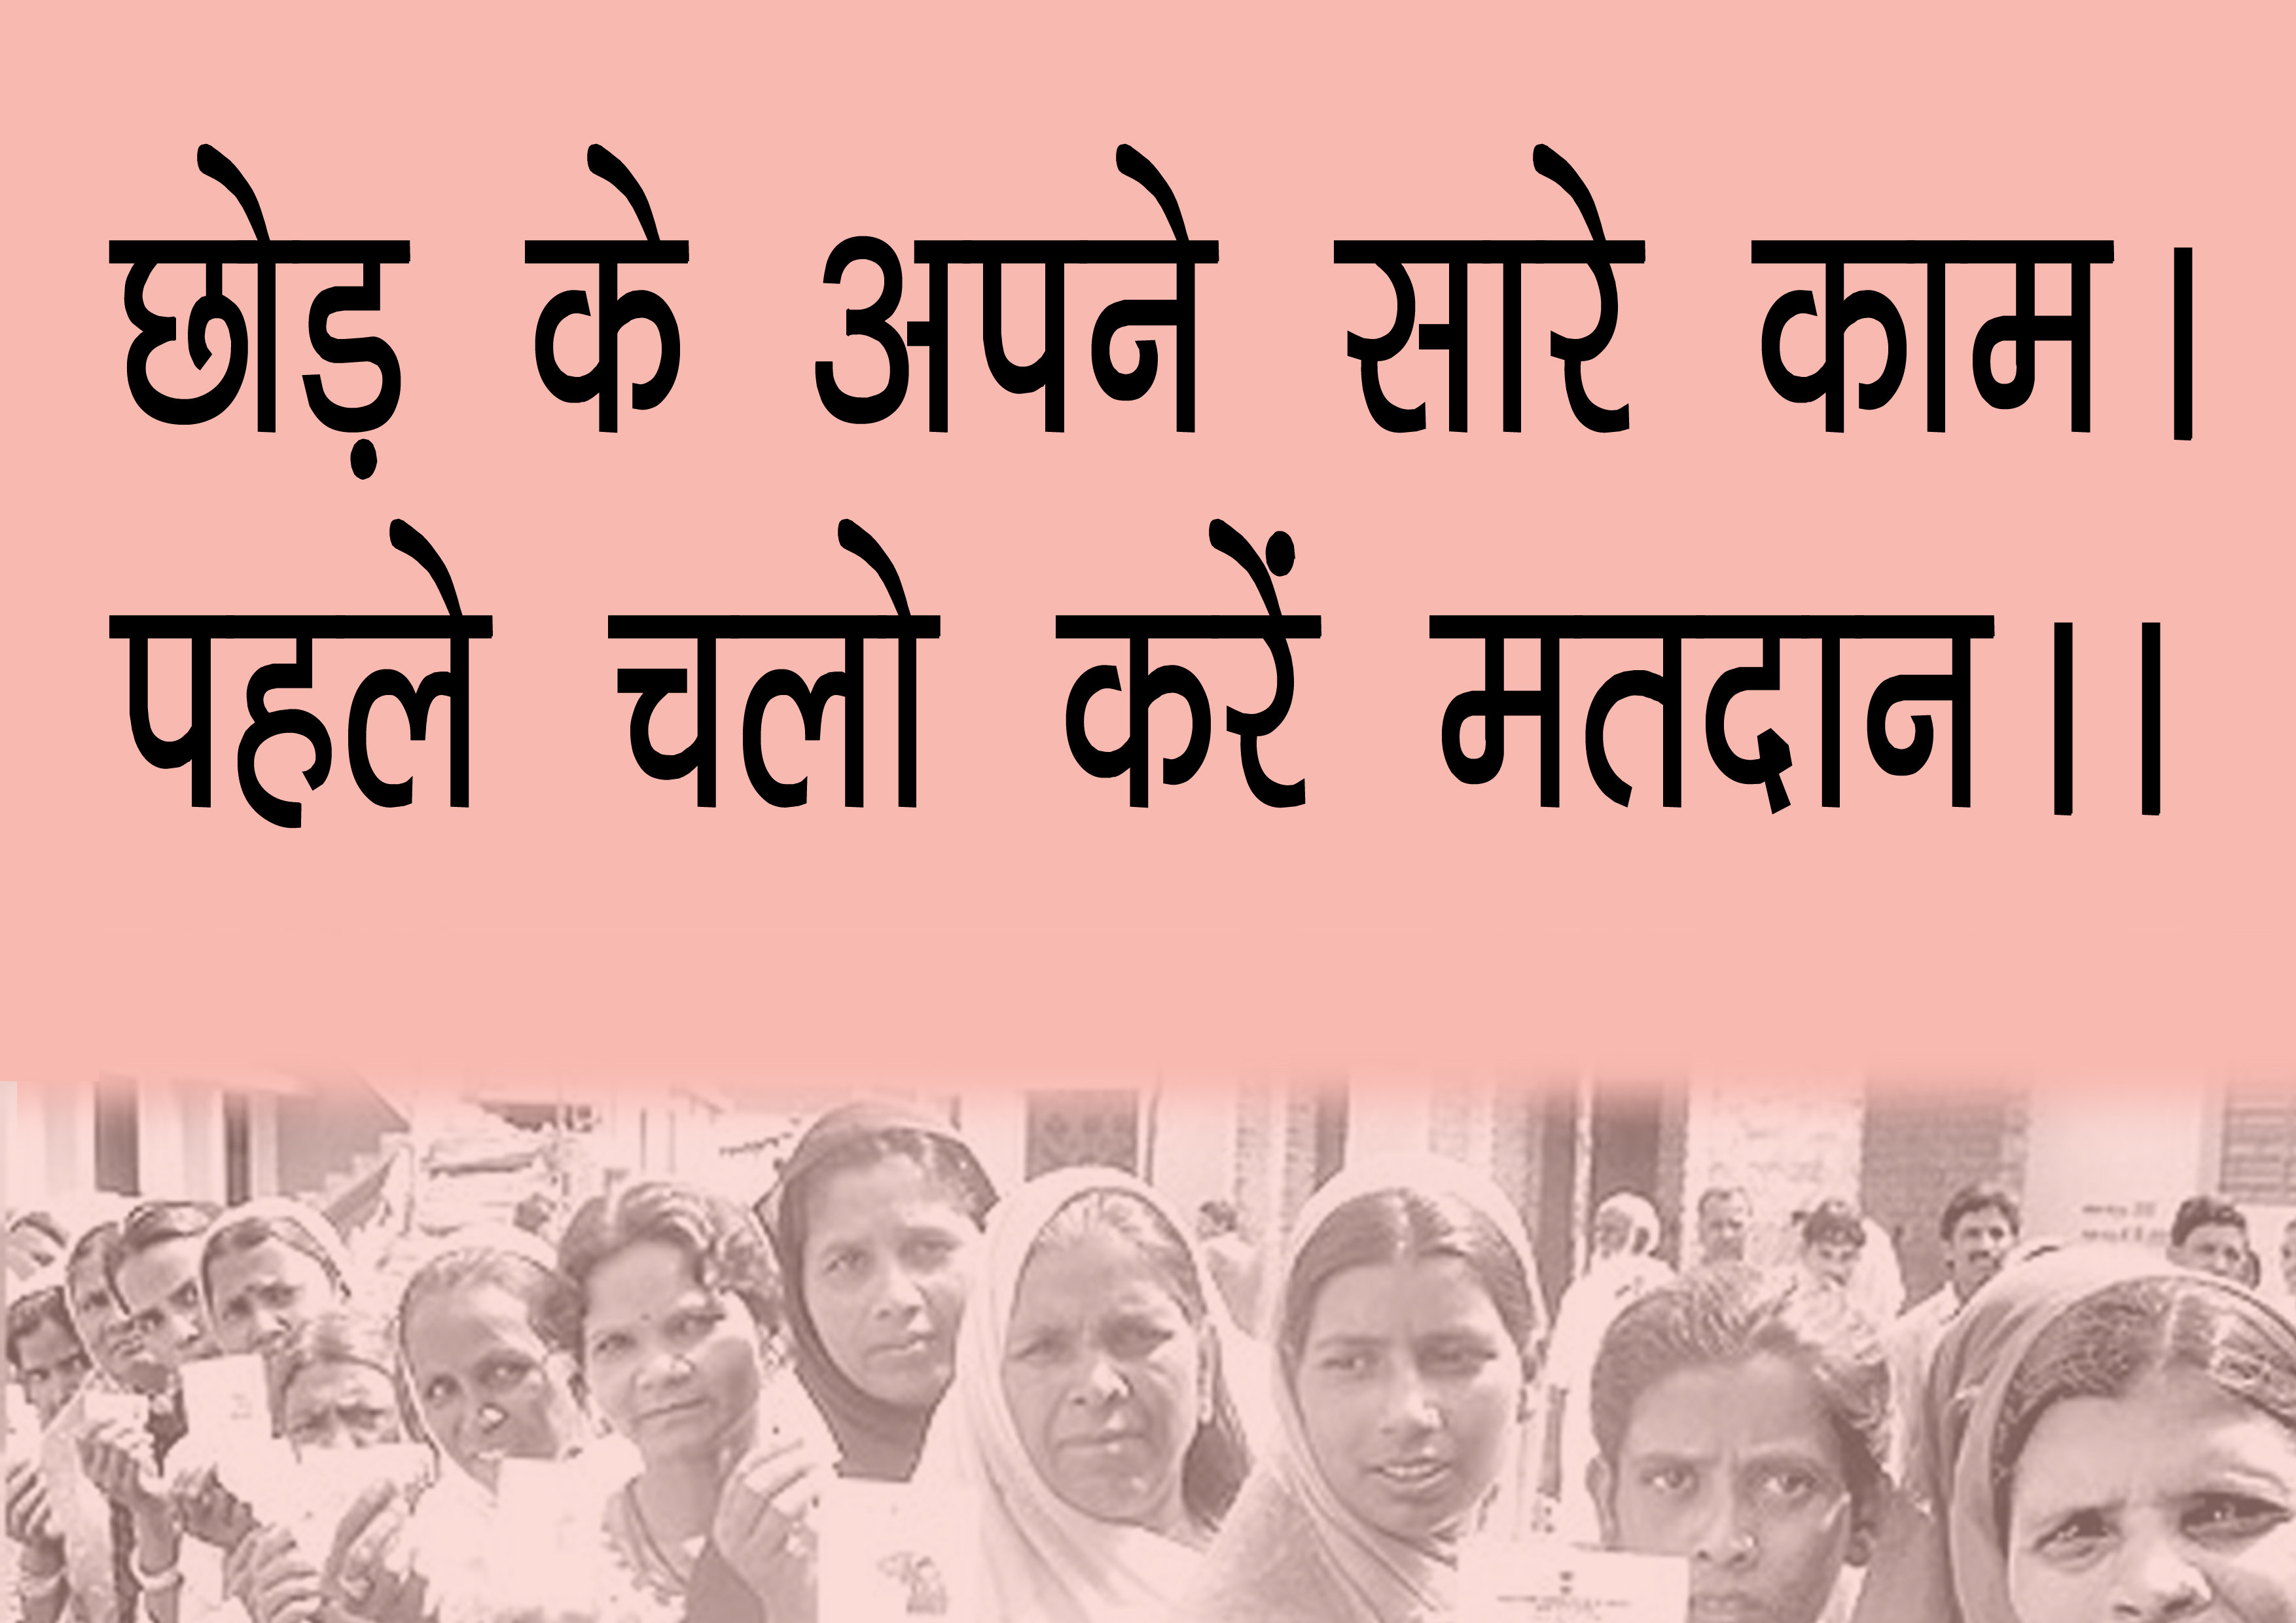 छोड़ के अपने सारे काम।
पहले चलो करें मतदान।।